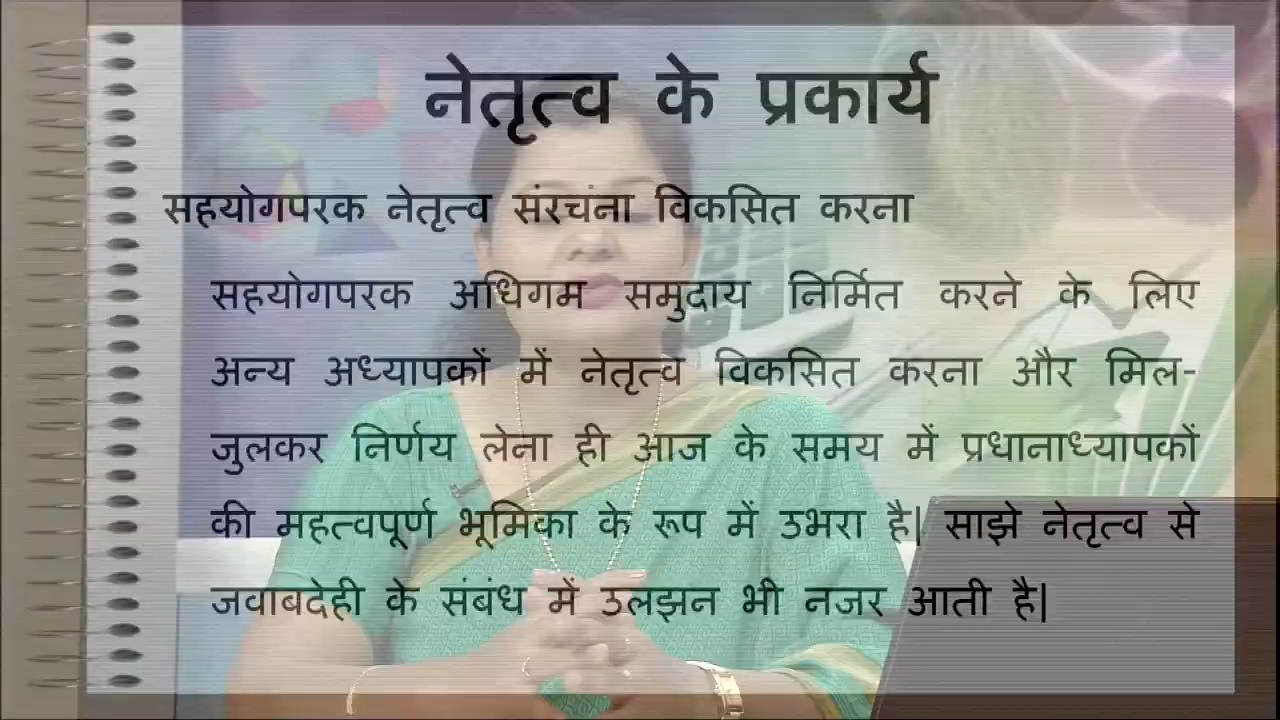 नेतृत्व के प्रकार्य
सहयोगपरक नेतृत्व संरचना विकसित करना
सहयोगपरक अधिगम समुदाय निर्मित करने के लिए
अन्य अध्यापकों में नेतृत्व विकसित करना और मिल-
जुलकर निर्णय लेना ही आज के समय में प्रधानाध्यापकों
की महत्वपूर्ण भूमिका के रूप में उभरा है|  साझे नेतृत्व से
जवाबदेही के संबंध में उलझन भी नजर आती है|